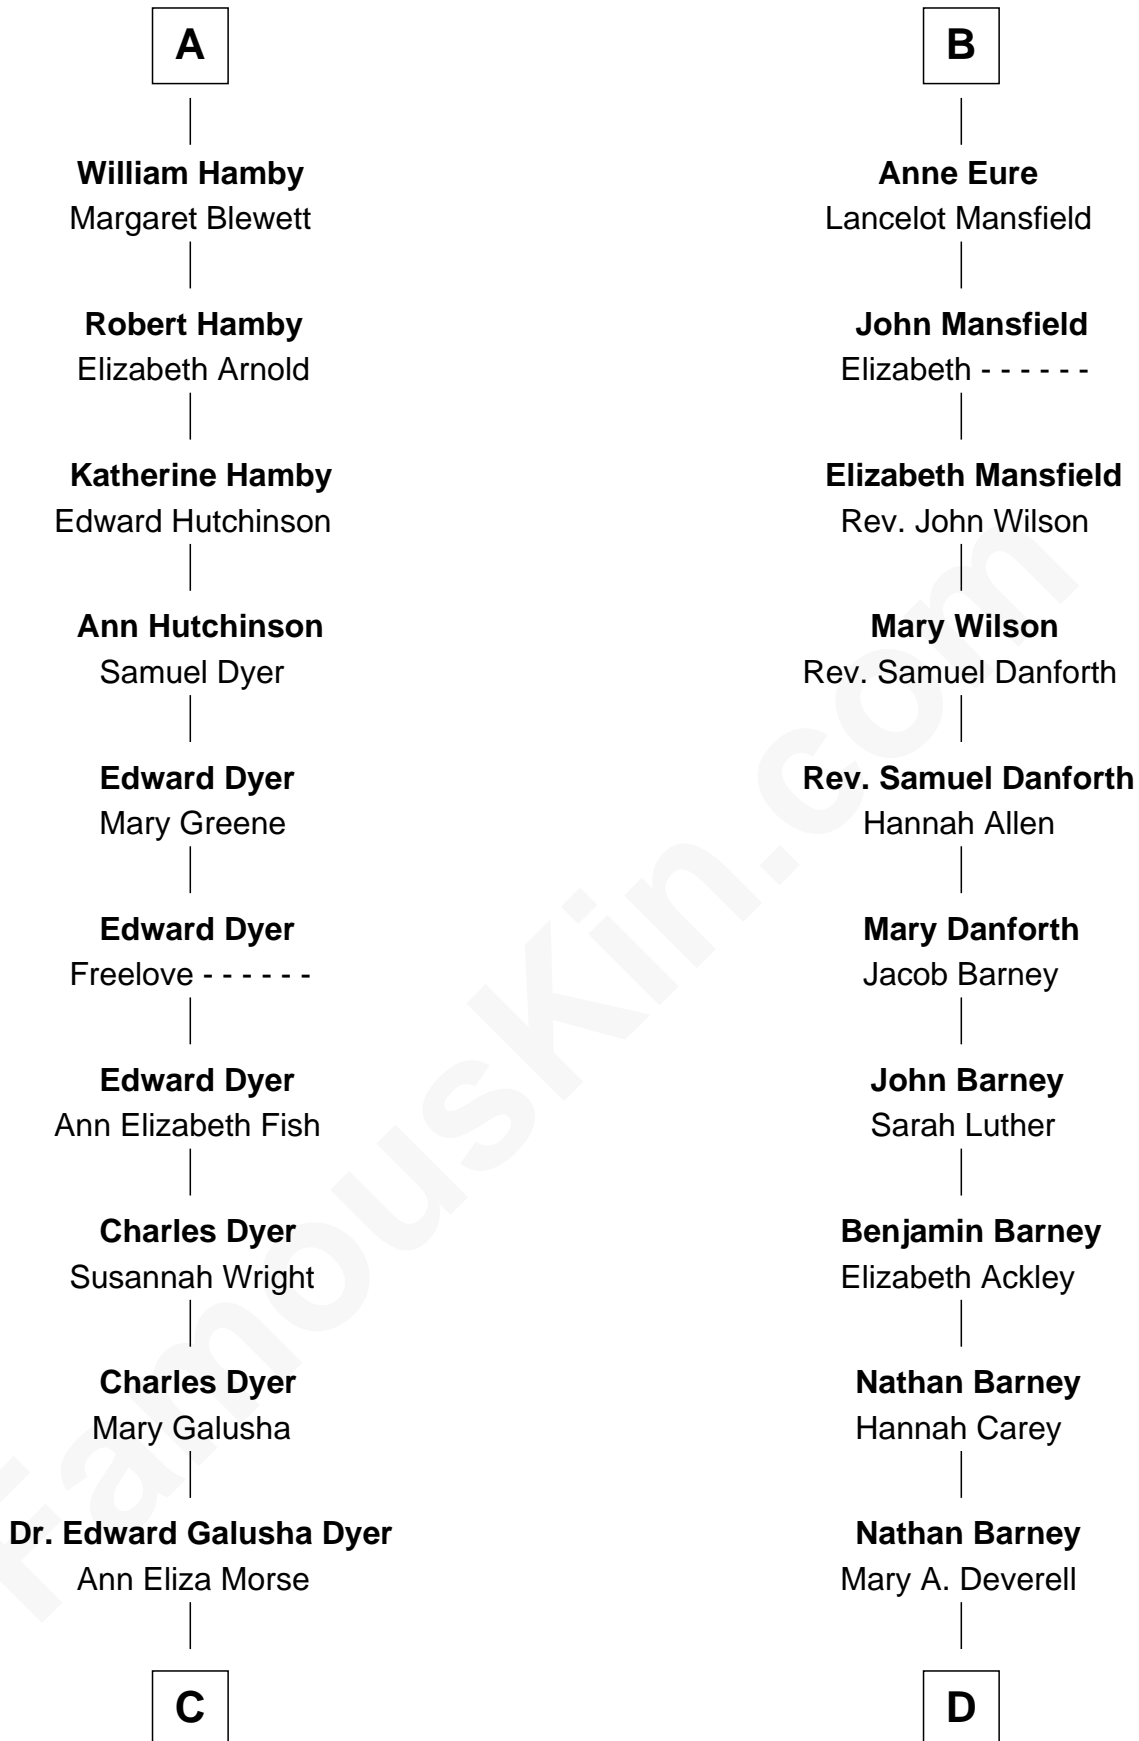 A
William Hamby
Margaret Blewett
Robert Hamby
Elizabeth Arnold
Katherine Hamby
Edward Hutchinson
Ann Hutchinson
Samuel Dyer
Edward Dyer
Mary Greene
Edward Dyer
Freelove - - - - - -
Edward Dyer
Ann Elizabeth Fish
Charles Dyer
Susannah Wright
Charles Dyer
Mary Galusha
Dr. Edward Galusha Dyer
Ann Eliza Morse
C
B
Anne Eure
Lancelot Mansfield
John Mansfield
Elizabeth - - - - - -
Elizabeth Mansfield
Rev. John Wilson
Mary Wilson
Rev. Samuel Danforth
Rev. Samuel Danforth
Hannah Allen
Mary Danforth
Jacob Barney
John Barney
Sarah Luther
Benjamin Barney
Elizabeth Ackley
Nathan Barney
Hannah Carey
Nathan Barney
Mary A. Deverell
D
FamousKin.com